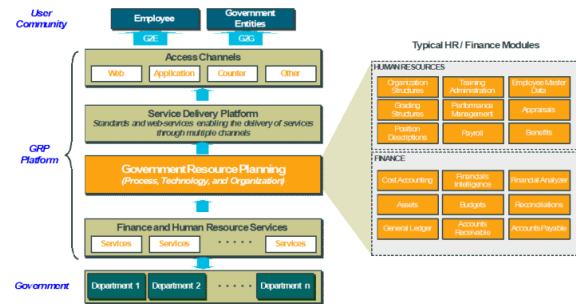 User
Community
Employee
Government
Entities
G2E
G2G
Access Channels
Web
Application
Counter
Other
Service Delivery Platform
Standards and web-services enabling the delivery of services
through multiple channels
GRP
Platform
Government Resource Planning
(Process, Technology, and Organization)
Finance and Human Resource Services
Services
Services
. . . . .
Services
Government
Department 1
Department 2
. . . . .
Department n
Typical HR / Finance Modules
HUMAN RESOURCES
Organization
Structures
Training
Administration
Employee Master
Data
Grading
Structures
Performance
Management
Appraisals
Position
Descriptions
Payroll
Benefits
FINANCE
Cost Accounting
Financials
Intelligence
Financial Analyzer
Assets
Budgets
Reconciliations
General Ledger
Accounts
Receivable
Accounts Payable